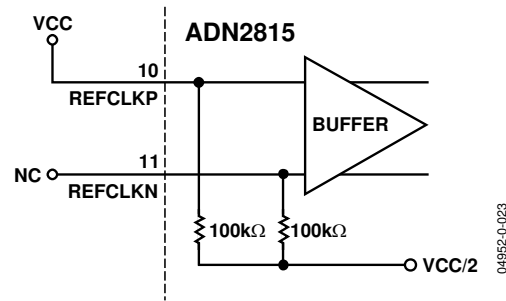 VCC
ADN2815
10
REFCLKP
BUFFER
11
NC
REFCLKN
100kΩ
100kΩ
VCC/2
04952-0-023